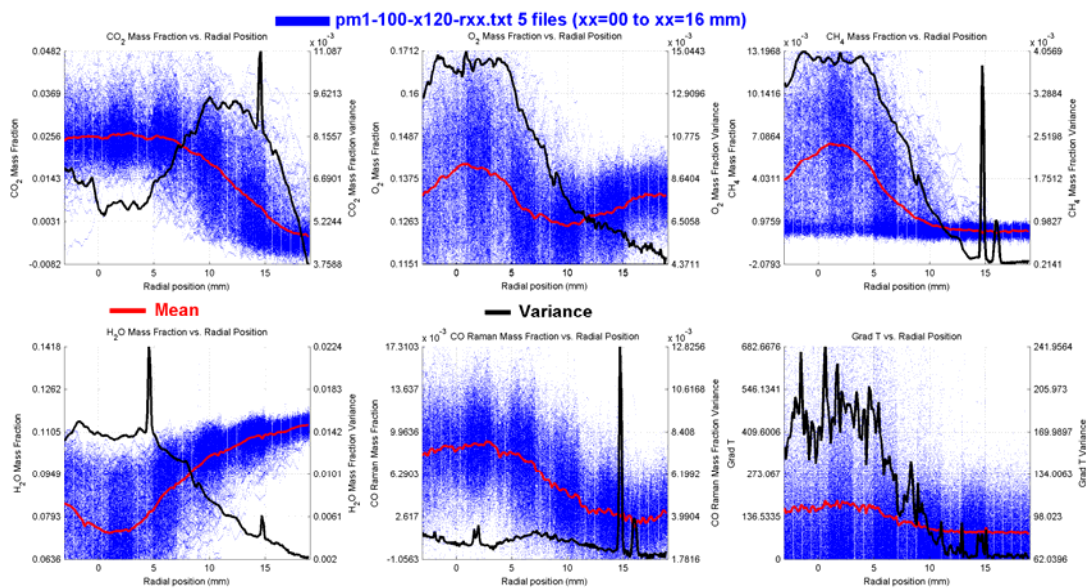 pm1-100-x120-rxx.txt 5 files (xx=00 to xx=16 mm)
CO2 Mass Fraction vs. Radial Position
x 10^-3
0.0482
0.0369
0.0256
0.0143
0.0031
-0.0082
11.087
9.6213
8.1557
6.6901
5.2244
3.7588
CO2 Mass Fraction
CO2 Mass Fraction variance
0 5 10 15
Radial position (mm)
O2 Mass Fraction vs. Radial Position
x 10^-3
0.1712
0.16
0.1487
0.1375
0.1263
0.1151
15.0443
12.9096
10.775
8.6404
6.5058
4.3711
O2 Mass Fraction
O2 Mass Fraction Variance
0 5 10 15
Radial position (mm)
CH4 Mass Fraction vs. Radial Position
x 10^-3
x 10^-3
13.1968
10.1416
7.0864
4.0311
0.9759
-2.0793
4.0569
3.2884
2.5198
1.7512
0.9827
0.2141
CH4 Mass Fraction
CH4 Mass Fraction Variance
0 5 10 15
Radial position (mm)
Mean
Variance
H2O Mass Fraction vs. Radial Position
0.1418
0.1262
0.1105
0.0949
0.0793
0.0636
0.0224
0.0183
0.0142
0.0101
0.0061
0.002
H2O Mass Fraction
H2O Mass Fraction Variance
0 5 10 15
Radial position (mm)
CO Raman Mass Fraction vs. Radial Position
x 10^-3
x 10^-3
17.3103
13.637
9.9636
6.2903
2.617
-1.0563
12.8256
10.6168
8.408
6.1992
3.9904
1.7816
CO Raman Mass Fraction
CO Raman Mass Fraction Variance
0 5 10 15
Radial position (mm)
Grad T vs. Radial Position
682.6676
546.1341
409.6006
273.067
136.5335
0
241.9564
205.973
169.9897
134.0063
98.023
62.0396
Grad T
Grad T Variance
0 5 10 15
Radial position (mm)